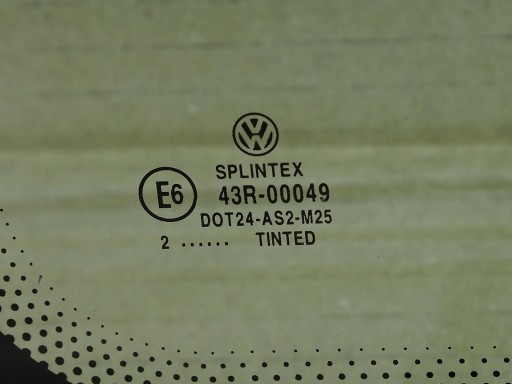 SPLINTEX
E6 43R-00049
DOT24-AS2-M25
2 ...... TINTED